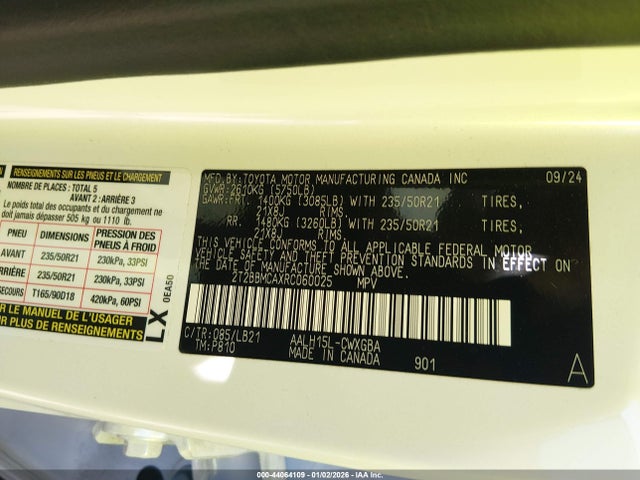 RENSEIGNEMENTS SUR LES PNEUS ET LE CHARGEMENT
NOMBRE DE PLACES : TOTAL 5
AVANT 2 : ARRIÈRE 3
Le poids total des occupants et du chargement ne
doit jamais dépasser 505 kg ou 1110 lb.
PNEU DIMENSIONS PRESSION DES PNEUS À FROID
AVANT 235/50R21 230kPa, 33PSI
ARRIÈRE 235/50R21 230kPa, 33PSI
SECOURS T165/90D18 420kPa, 60PSI
LE MANUEL DE L'USAGER
POUR PLUS DE RENSEIGNEMENTS
LX 0EA50
MFD. BY: TOYOTA MOTOR MANUFACTURING CANADA INC 09/24
GVWR: 2610KG (5750LB)
GAWR: FRT. 1400KG (3085LB) WITH 235/50R21 TIRES,
21X8J RIMS
RR. 1480KG (3260LB) WITH 235/50R21 TIRES,
21X8J RIMS
THIS VEHICLE CONFORMS TO ALL APPLICABLE FEDERAL MOTOR
VEHICLE SAFETY AND THEFT PREVENTION STANDARDS IN EFFECT ON
THE DATE OF MANUFACTURE SHOWN ABOVE.
2T2BBMCAXRC060025 MPV
C/TR: 085/LB21 AALH15L-CWXGBA
TM: P810 MADE IN CANADA 901 A
000-44064109 - 01/02/2026 - IAA Inc.